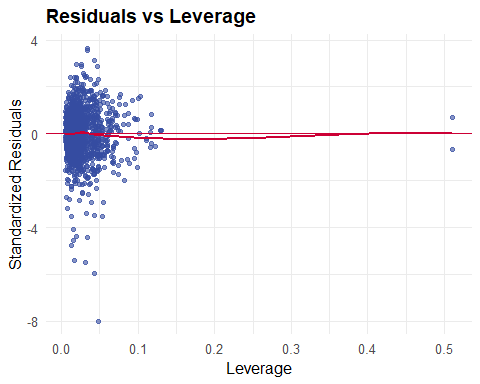 Residuals vs Leverage
Standardized Residuals
4
0
-4
-8
0.0 0.1 0.2 0.3 0.4 0.5
Leverage